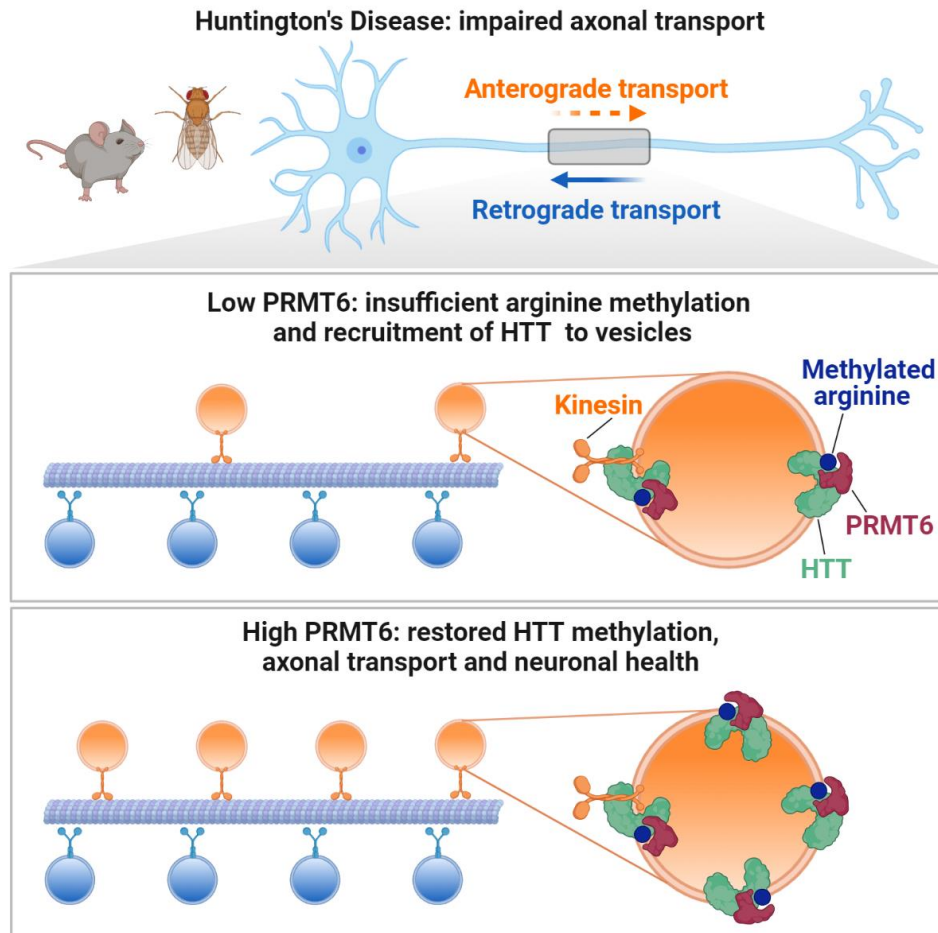 Huntington's Disease: impaired axonal transport
Anterograde transport
Retrograde transport
Low PRMT6: insufficient arginine methylation
and recruitment of HTT to vesicles
Kinesin
Methylated
arginine
PRMT6
HTT
High PRMT6: restored HTT methylation,
axonal transport and neuronal health